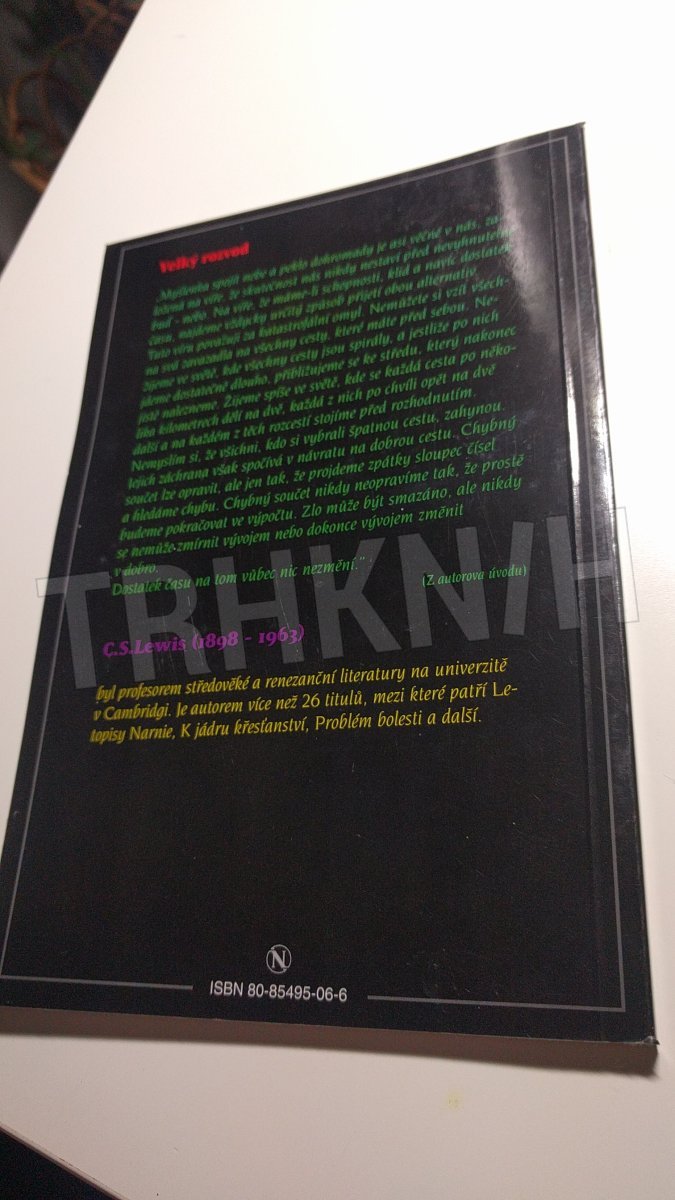 Velký rozvod
„Myšlenka spojit nebe a peklo dohromady je asi věčně v nás, za-
ložená na víře, že skutečnost nás nikdy nestaví před nevyhnutelné
buď - nebo. Na víře, že máme-li schopnosti, klid a navíc dostatek
času, najdeme vždycky určitý způsob přijetí obou alternativ.
Tuto víru považuji za katastrofální omyl. Nemůžete si vzít všech-
na svá zavazadla na všechny cesty, které máte před sebou. Ne-
žijeme ve světě, kde všechny cesty jsou spirály, a jestliže po nich
jdeme dostatečně dlouho, přibližujeme se ke středu, který nakonec
jistě nalezneme. Žijeme spíše ve světě, kde se každá cesta po něko-
lika kilometrech dělí na dvě, každá z nich po chvíli opět na dvě
další a na každém z těch rozcestí stojíme před rozhodnutím.
Nemyslím si, že všichni, kdo si vybrali špatnou cestu, zahynou.
Jejich záchrana však spočívá v návratu na dobrou cestu. Chybný
součet lze opravit, ale jen tak, že projdeme zpátky sloupec čísel
a hledáme chybu. Chybný součet nikdy neopravíme tak, že prostě
budeme pokračovat ve výpočtu. Zlo může být smazáno, ale nikdy
se nemůže zmírnit vývojem nebo dokonce vývojem změnit
v dobro.
Dostatek času na tom vůbec nic nezmění."
(Z autorova úvodu)
TRHKNIH
C.S.Lewis (1898 - 1963)
byl profesorem středověké a renezanční literatury na univerzitě
v Cambridgi. Je autorem více než 26 titulů, mezi které patří Le-
topisy Narnie, K jádru křesťanství, Problém bolesti a další.
N
ISBN 80-85495-06-6